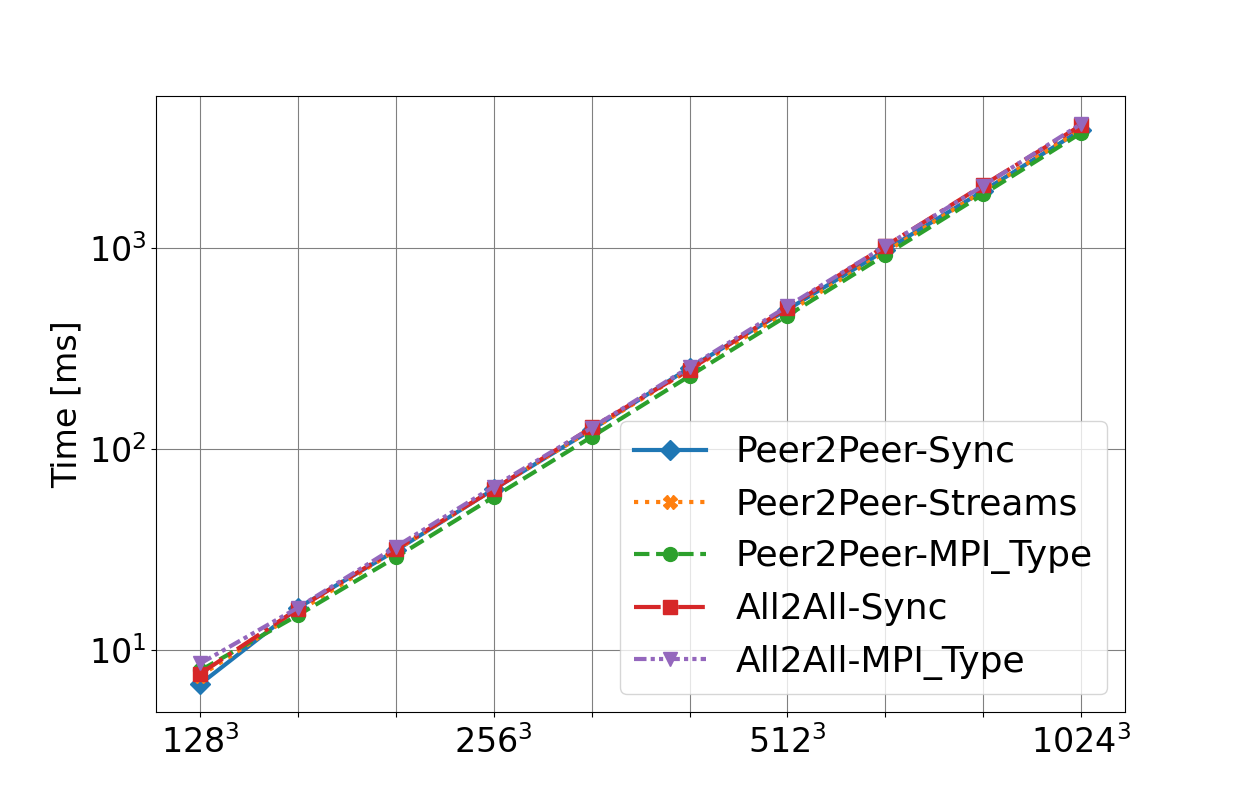 Time [ms]
10³
10²
10¹
Peer2Peer-Sync
Peer2Peer-Streams
Peer2Peer-MPI_Type
All2All-Sync
All2All-MPI_Type
128³ 256³ 512³ 1024³